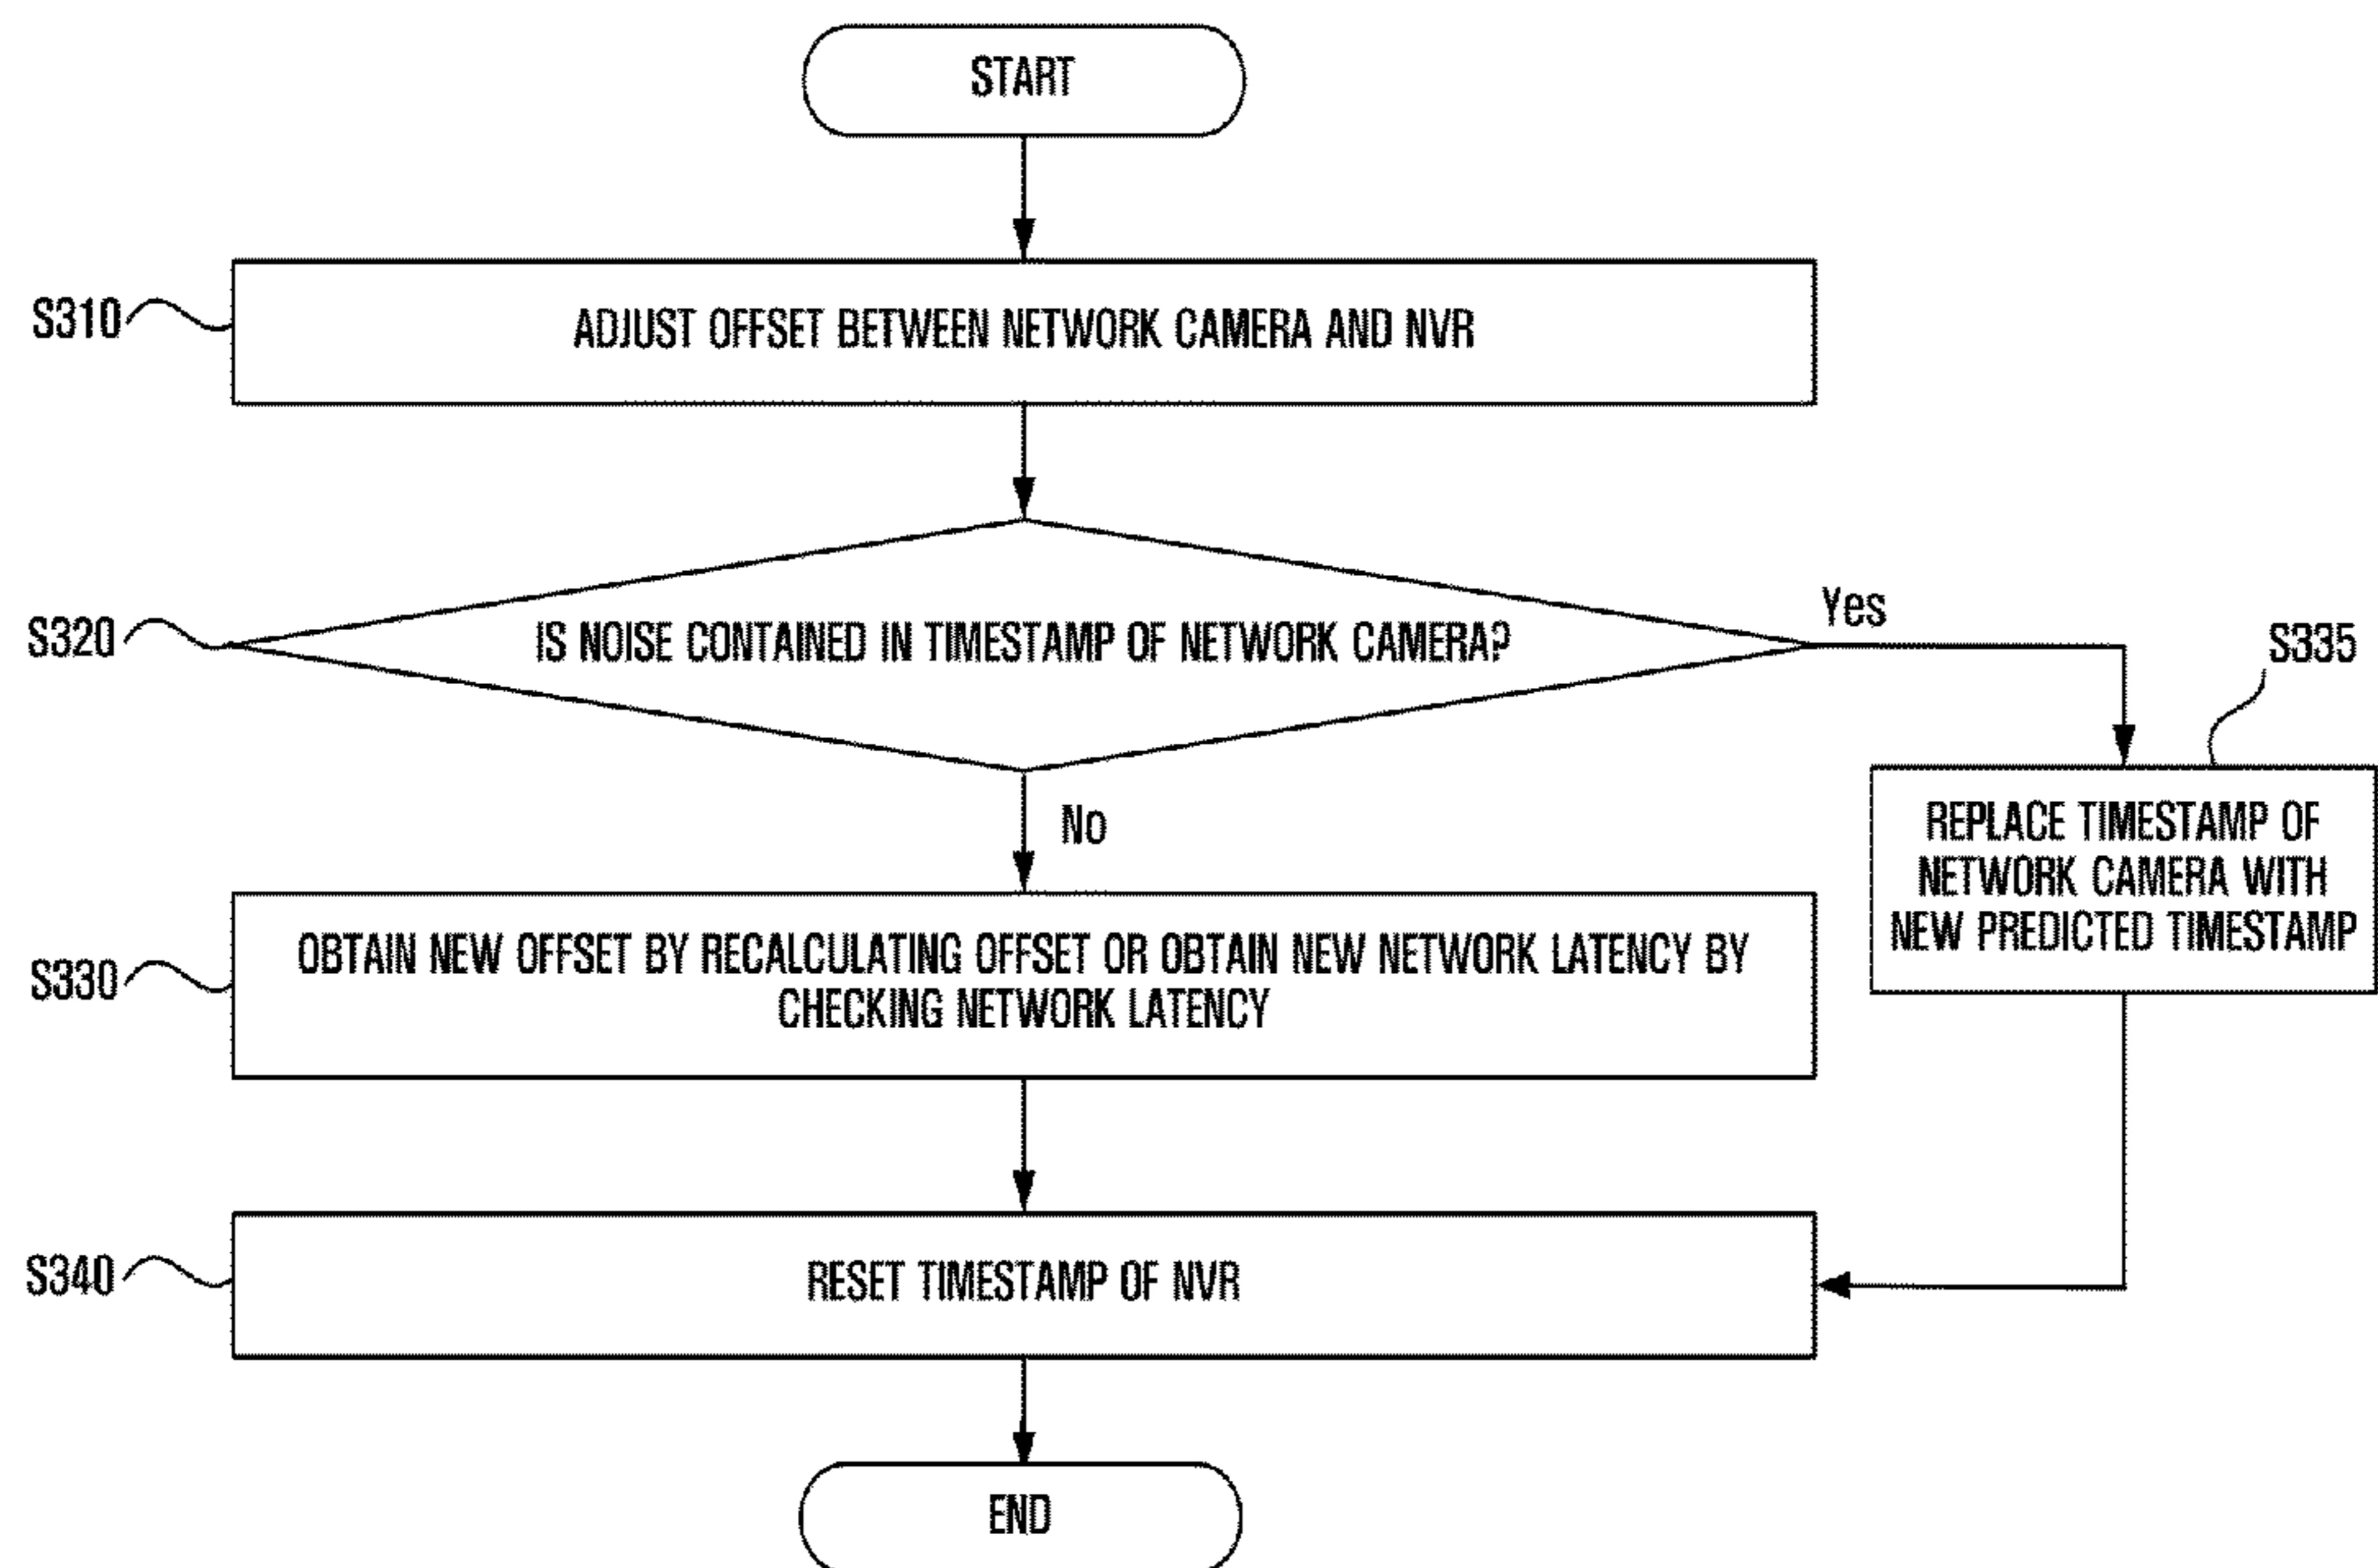 START
S310
ADJUST OFFSET BETWEEN NETWORK CAMERA AND NVR
S320
IS NOISE CONTAINED IN TIMESTAMP OF NETWORK CAMERA?
Yes
S335
No
REPLACE TIMESTAMP OF
NETWORK CAMERA WITH
NEW PREDICTED TIMESTAMP
S330
OBTAIN NEW OFFSET BY RECALCULATING OFFSET OR OBTAIN NEW NETWORK LATENCY BY
CHECKING NETWORK LATENCY
S340
RESET TIMESTAMP OF NVR
END